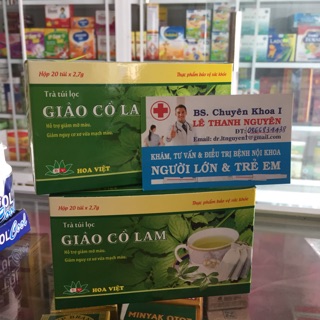 Hộp 20 túi x 2,7g
Thực phẩm bảo vệ sức khỏe
Trà túi lọc
GIẢO CỔ LAM
Hỗ trợ giảm mỡ máu
Giảm nguy cơ xơ vữa mạch máu
HOA VIỆT
BS. Chuyên Khoa I
LÊ THANH NGUYÊN
KHÁM, TƯ VẤN & ĐIỀU TRỊ BỆNH NỘI KHOA
NGƯỜI LỚN & TRẺ EM
Hộp 20 túi x 2,7g
Thực phẩm bảo vệ sức khỏe
Trà túi lọc
GIẢO CỔ LAM
Hỗ trợ giảm mỡ máu
Giảm nguy cơ xơ vữa mạch máu
HOA VIỆT
MINYAK OTOT